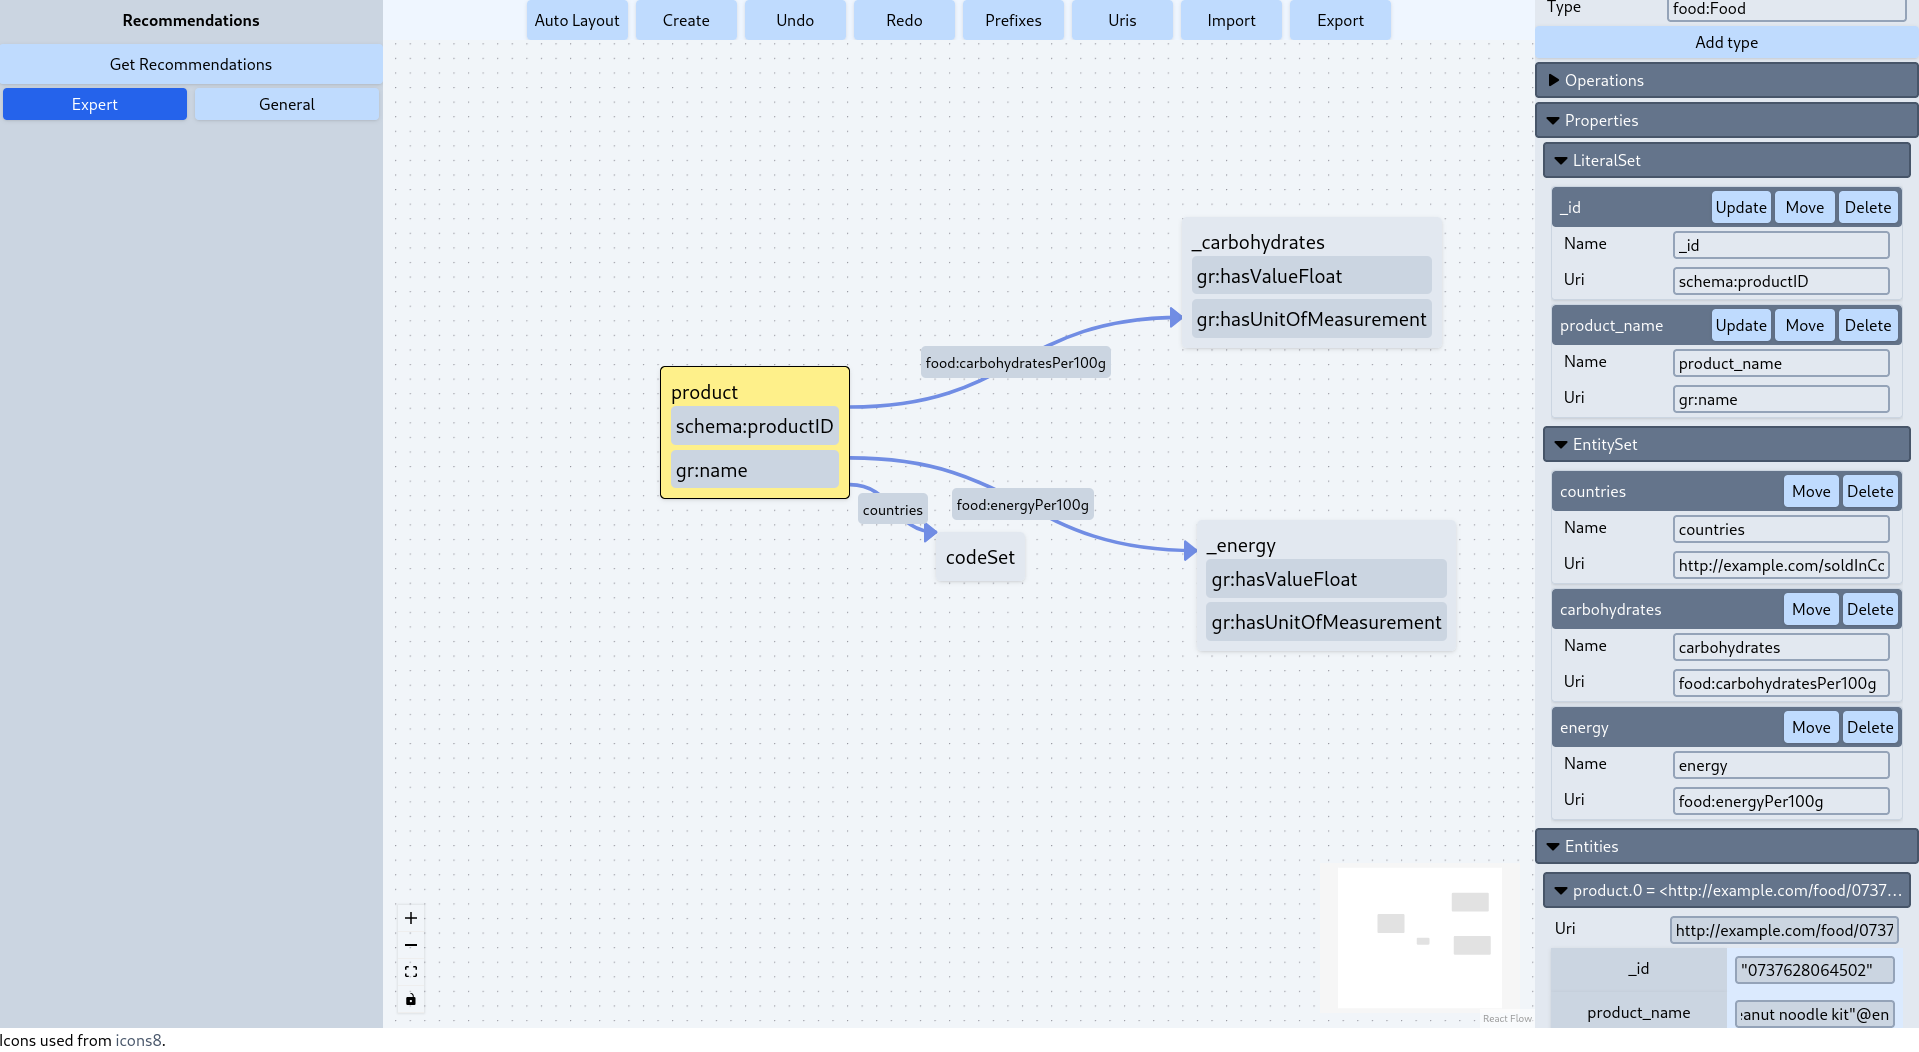 Recommendations
Get Recommendations
Expert General
Auto Layout Create Undo Redo Prefixes Uris Import Export
_carbohydrates
gr:hasValueFloat
gr:hasUnitOfMeasurement
food:carbohydratesPer100g
product
schema:productID
gr:name
countries
food:energyPer100g
codeSet
_energy
gr:hasValueFloat
gr:hasUnitOfMeasurement
React Flow
Type food:Food
Add type
Operations
Properties
LiteralSet
_id Update Move Delete
Name _id
Uri schema:productID
product_name Update Move Delete
Name product_name
Uri gr:name
EntitySet
countries Move Delete
Name countries
Uri http://example.com/soldInCc
carbohydrates Move Delete
Name carbohydrates
Uri food:carbohydratesPer100g
energy Move Delete
Name energy
Uri food:energyPer100g
Entities
product.0 = <http://example.com/food/0737...
Uri http://example.com/food/0737
_id "0737628064502"
product_name anut noodle kit"@en
Icons used from icons8.